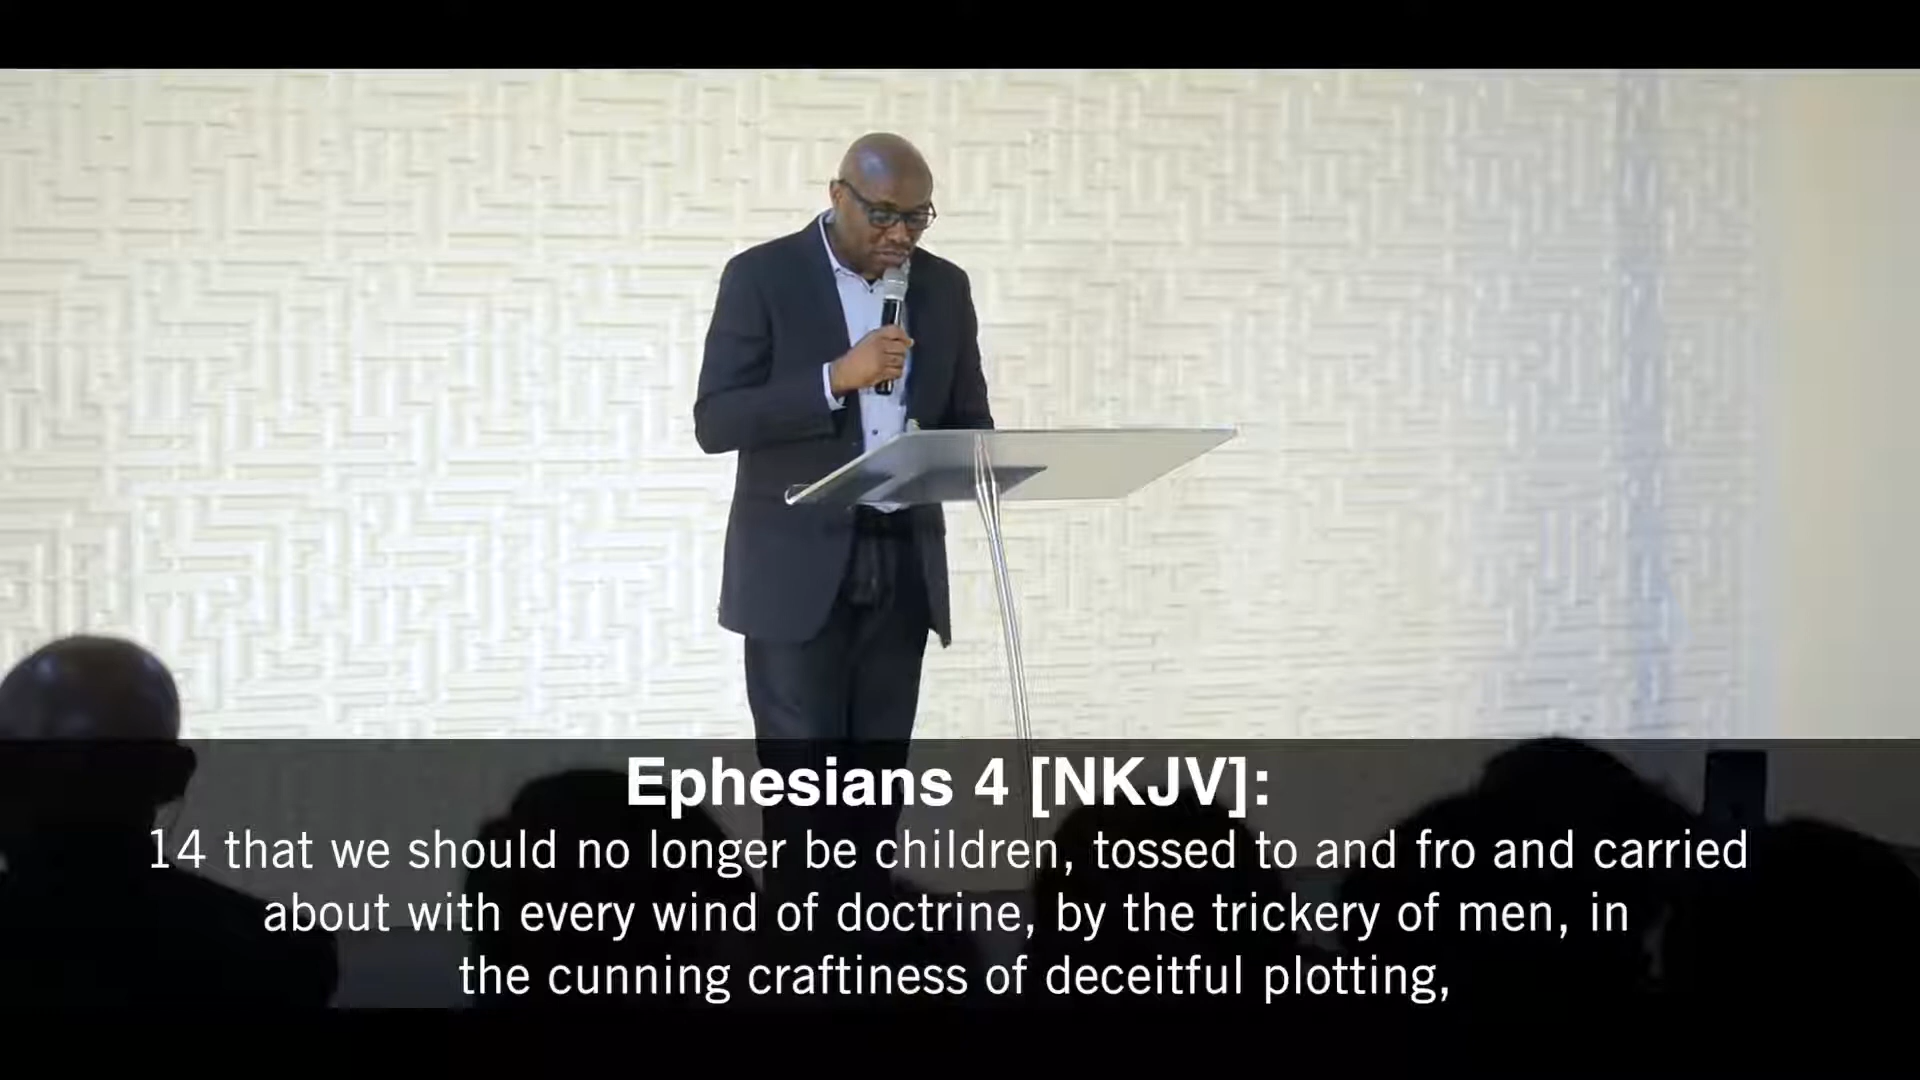 Ephesians 4 [NKJV]:
14 that we should no longer be children, tossed to and fro and carried
about with every wind of doctrine, by the trickery of men, in
the cunning craftiness of deceitful plotting,